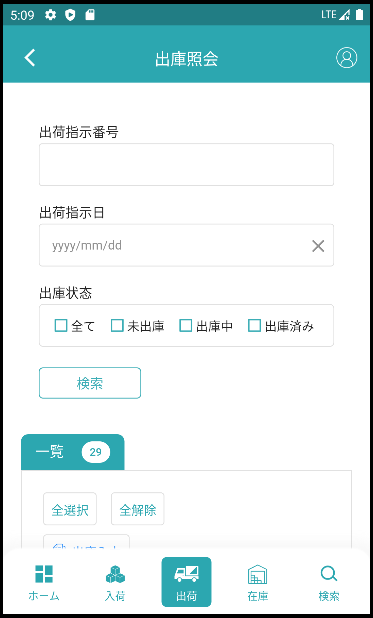 5:09 LTE
出庫照会
出荷指示番号
出荷指示日
yyyy/mm/dd
出庫状态
全て 未出庫 出庫中 出庫済み
検索
一覧 29
全選択 全解除
ホーム 入荷 出荷 在庫 検索